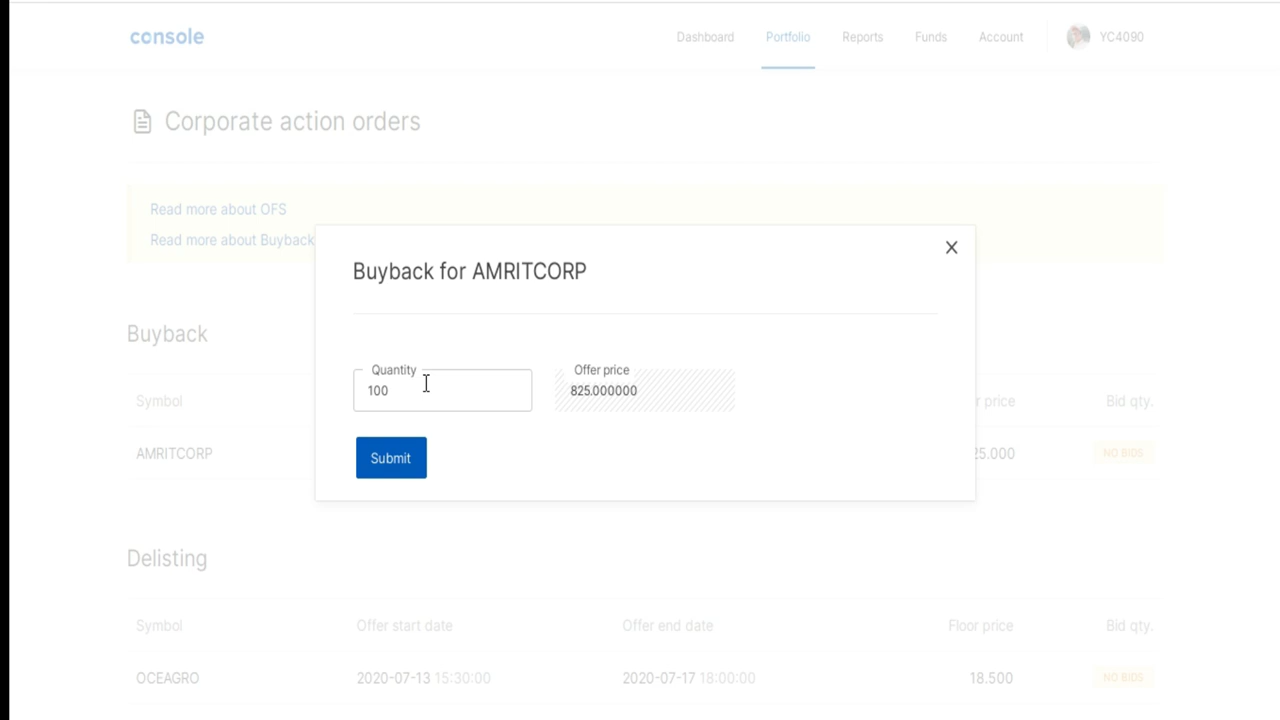 console
Dashboard Portfolio Reports Funds Account YC4090
Corporate action orders
Read more about OFS
Read more about Buyback
Buyback for AMRITCORP
Quantity Offer price
100 825.000000
Submit
Buyback
Symbol price Bid qty.
AMRITCORP 25.000 NO BIDS
Delisting
Symbol Offer start date Offer end date Floor price Bid qty.
OCEAGRO 2020-07-13 15:30:00 2020-07-17 18:00:00 18.500 NO BIDS